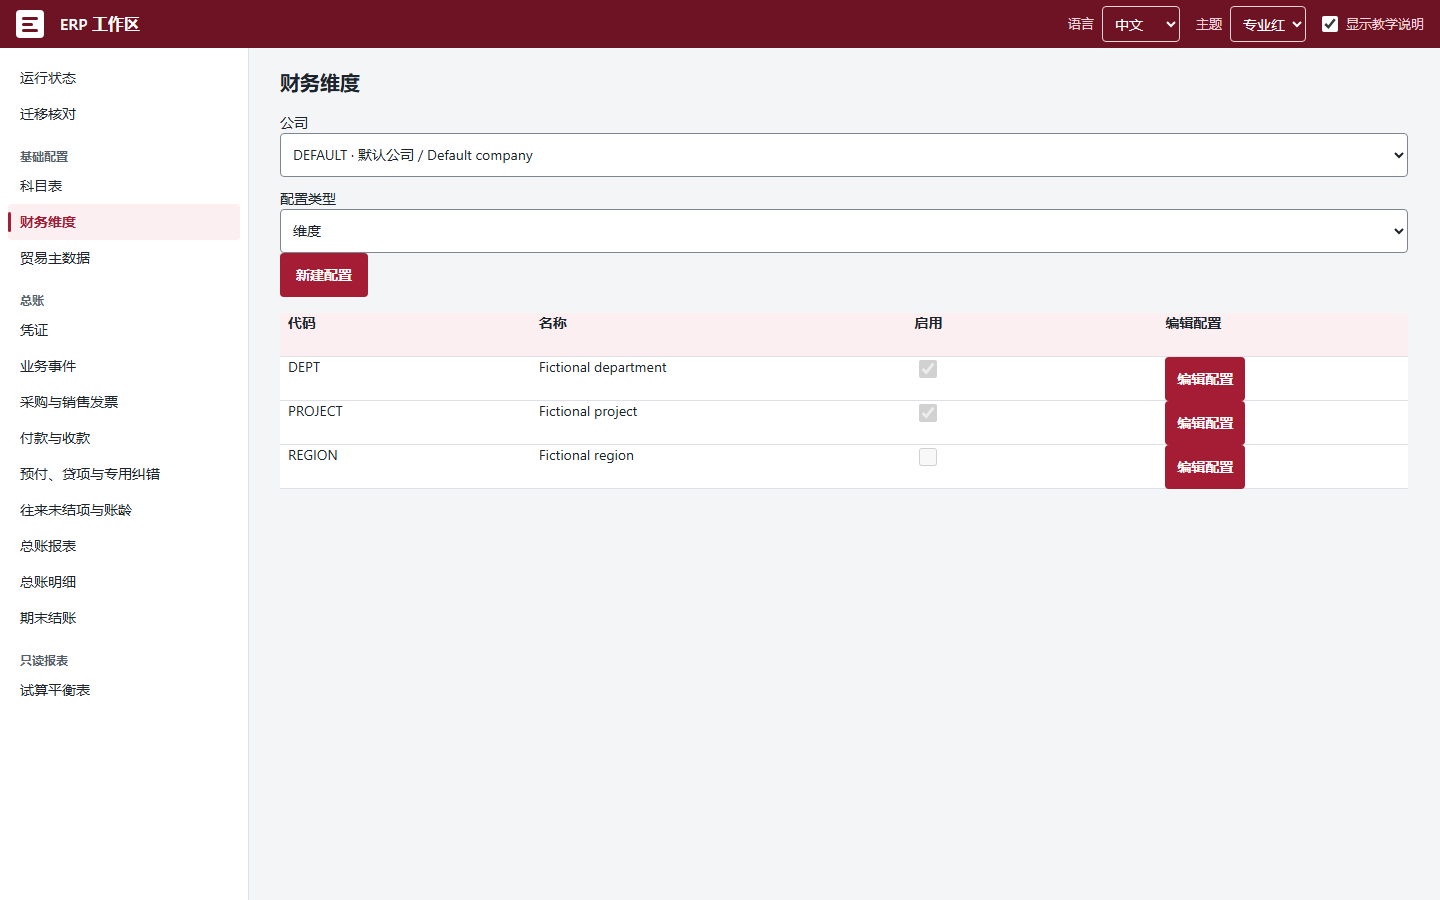 ERP 工作区
语言 中文 主题 专业红 显示教学说明
运行状态
迁移核对
基础配置
科目表
财务维度
贸易主数据
总账
凭证
业务事件
采购与销售发票
付款与收款
预付、贷项与专用纠错
往来未结项与账龄
总账报表
总账明细
期末结账
只读报表
试算平衡表
财务维度
公司
DEFAULT · 默认公司 / Default company
配置类型
维度
新建配置
代码 名称 启用 编辑配置
DEPT Fictional department 编辑配置
PROJECT Fictional project 编辑配置
REGION Fictional region 编辑配置